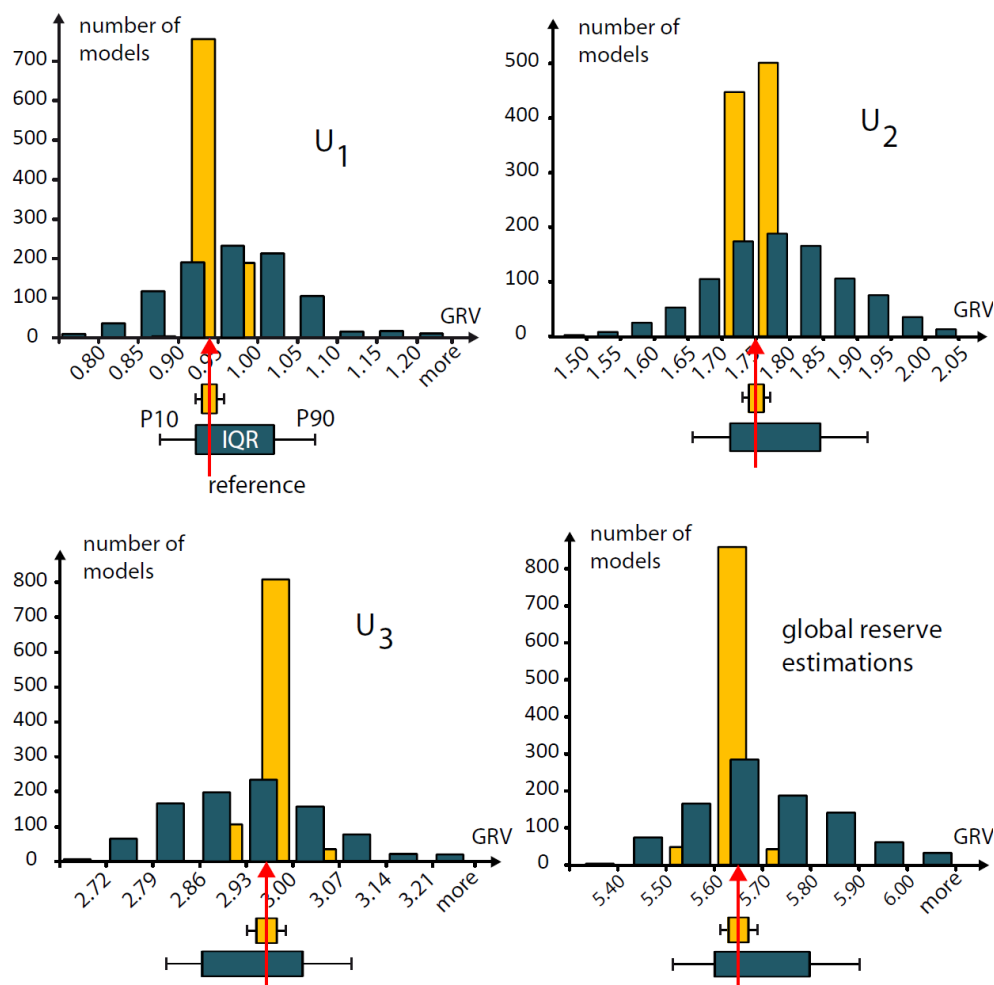 number of
models
700
600
500
400
300
200
100
0
U1
GRV
0.80
0.85
0.90
0.95
1.00
1.05
1.10
1.15
1.20
more
P10
P90
IQR
reference
number of
models
500
400
300
200
100
0
U2
GRV
1.50
1.55
1.60
1.65
1.70
1.75
1.80
1.85
1.90
1.95
2.00
2.05
number of
models
800
700
600
500
400
300
200
100
0
U3
GRV
2.72
2.79
2.86
2.93
3.00
3.07
3.14
3.21
more
number of
models
800
700
600
500
400
300
200
100
0
global reserve
estimations
GRV
5.40
5.50
5.60
5.70
5.80
5.90
6.00
more